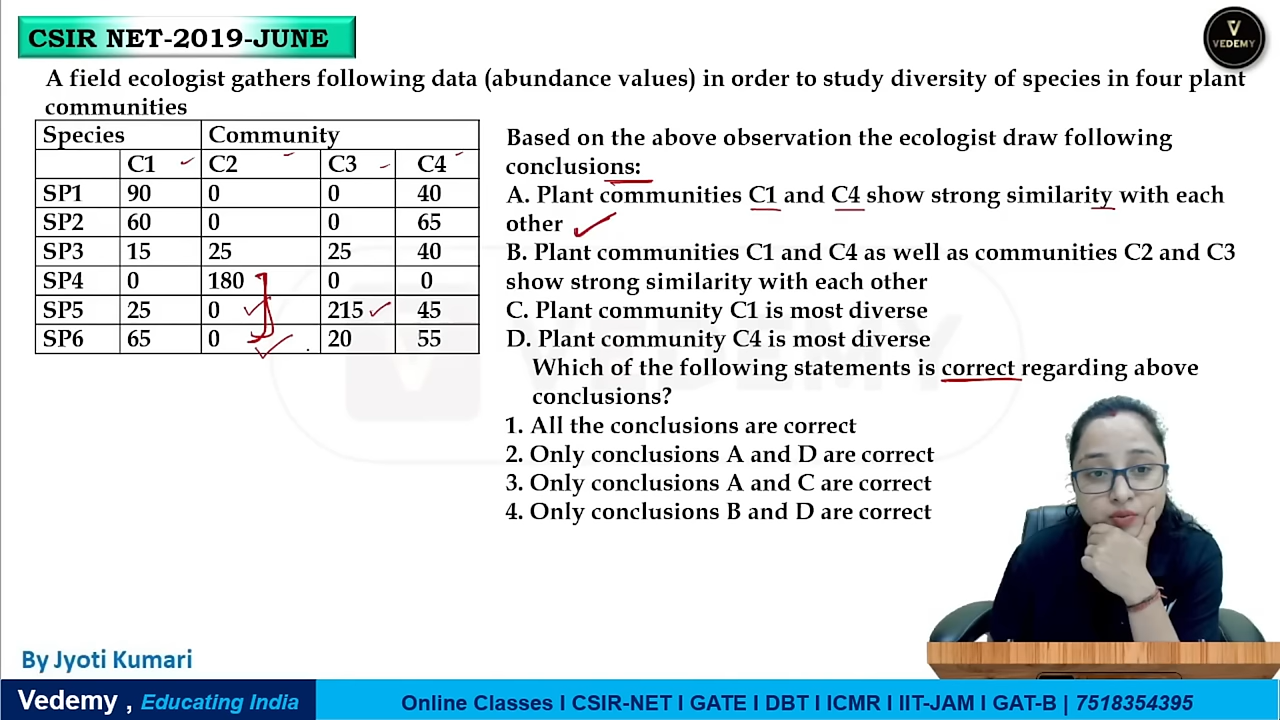 CSIR NET-2019-JUNE
VEDEMY
A field ecologist gathers following data (abundance values) in order to study diversity of species in four plant
communities
Species Community
C1 C2 C3 C4
SP1 90 0 0 40
SP2 60 0 0 65
SP3 15 25 25 40
SP4 0 180 0 0
SP5 25 0 215 45
SP6 65 0 20 55
Based on the above observation the ecologist draw following
conclusions:
A. Plant communities C1 and C4 show strong similarity with each
other
B. Plant communities C1 and C4 as well as communities C2 and C3
show strong similarity with each other
C. Plant community C1 is most diverse
D. Plant community C4 is most diverse
Which of the following statements is correct regarding above
conclusions?
1. All the conclusions are correct
2. Only conclusions A and D are correct
3. Only conclusions A and C are correct
4. Only conclusions B and D are correct
VEDEMY
By Jyoti Kumari
Vedemy , Educating India
Online Classes I CSIR-NET I GATE I DBT I ICMR I IIT-JAM I GAT-B | 7518354395